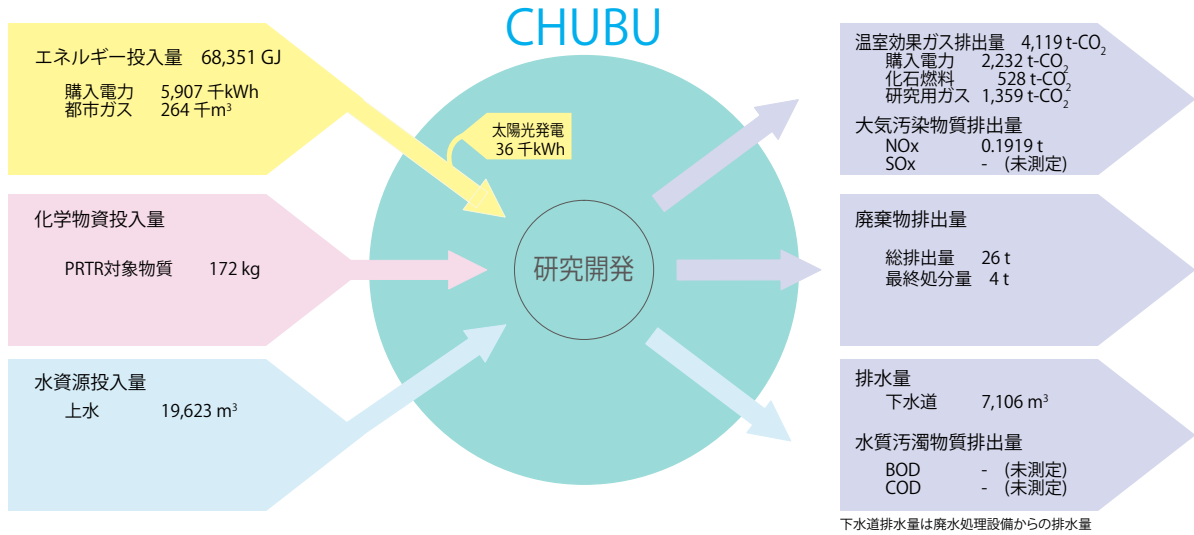 CHUBU
エネルギー投入量 68,351 GJ
購入電力 5,907 千kWh
都市ガス 264 千m³
太陽光発電
36 千kWh
化学物資投入量
PRTR対象物質 172 kg
水資源投入量
上水 19,623 m³
研究開発
温室効果ガス排出量 4,119 t-CO₂
購入電力 2,232 t-CO₂
化石燃料 528 t-CO₂
研究用ガス 1,359 t-CO₂
大気汚染物質排出量
NOx 0.1919 t
SOx - (未測定)
廃棄物排出量
総排出量 26 t
最終処分量 4 t
排水量
下水道 7,106 m³
水質汚濁物質排出量
BOD - (未測定)
COD - (未測定)
下水道排水量は廃水処理設備からの排水量